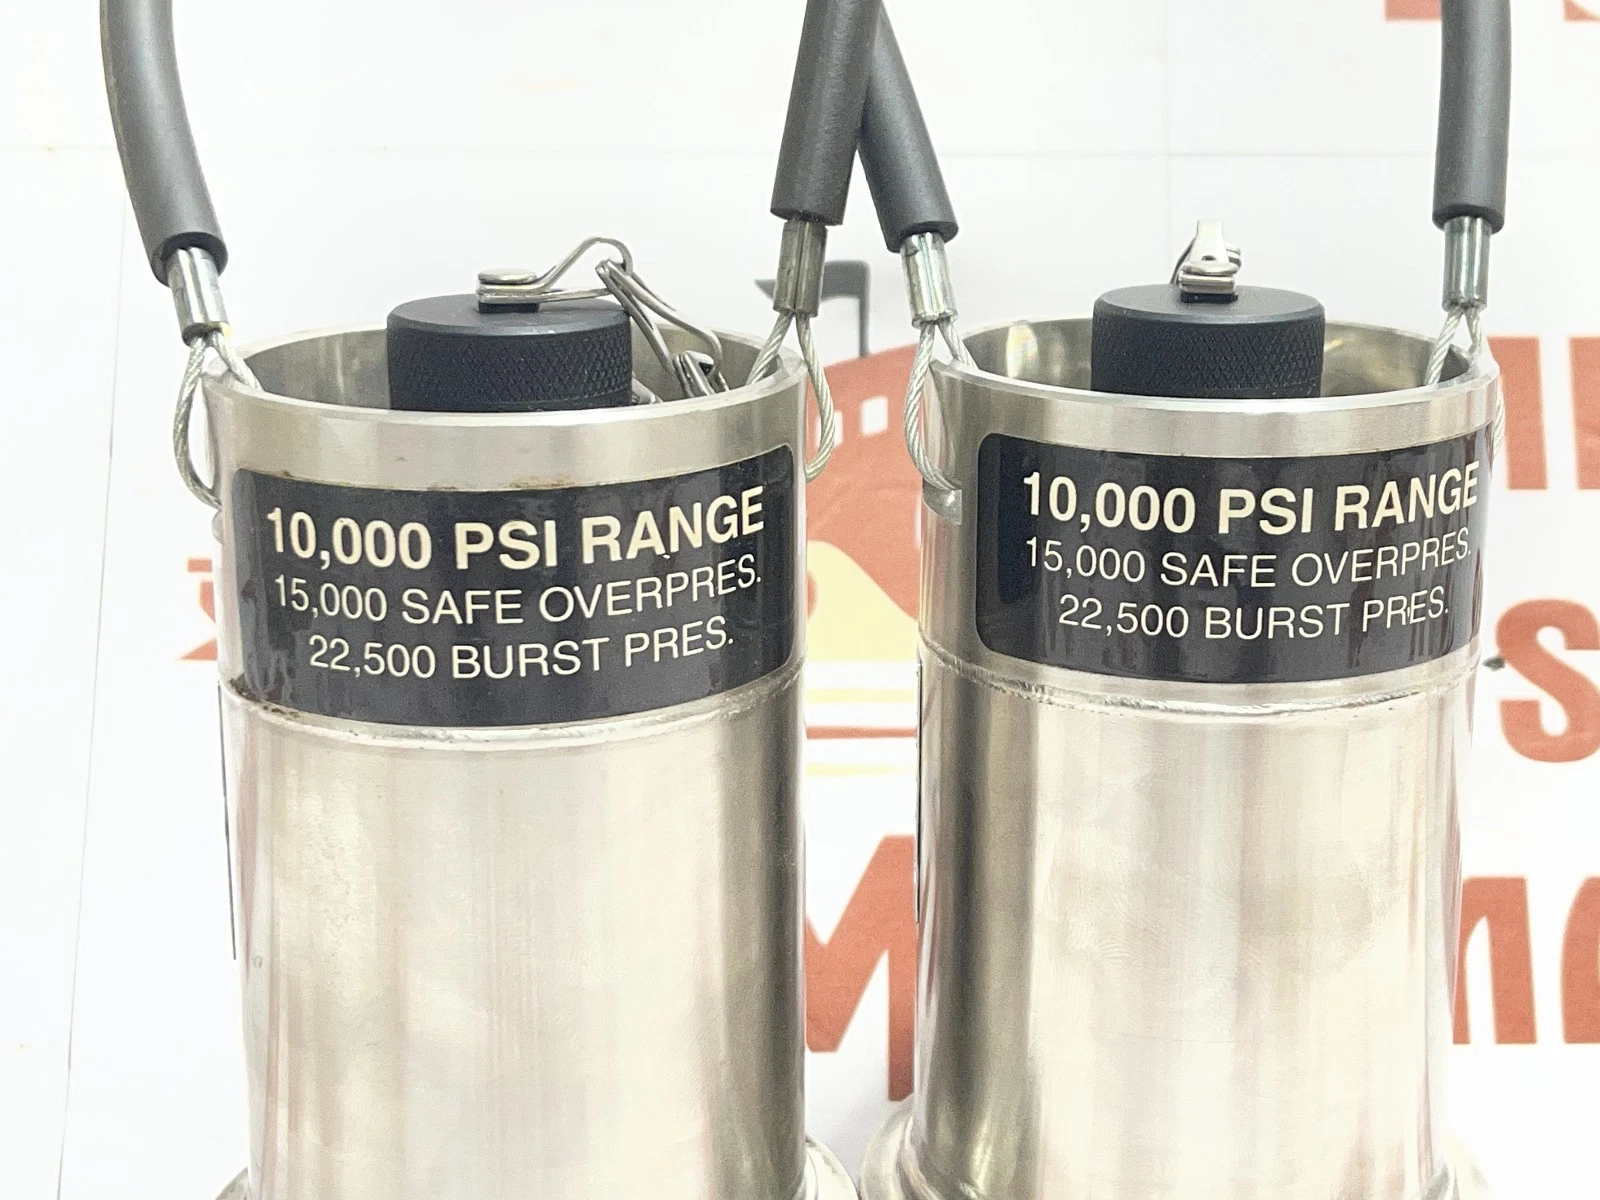 10,000 PSI RANGE
15,000 SAFE OVERPRES.
22,500 BURST PRES.
10,000 PSI RANGE
15,000 SAFE OVERPRES.
22,500 BURST PRES.